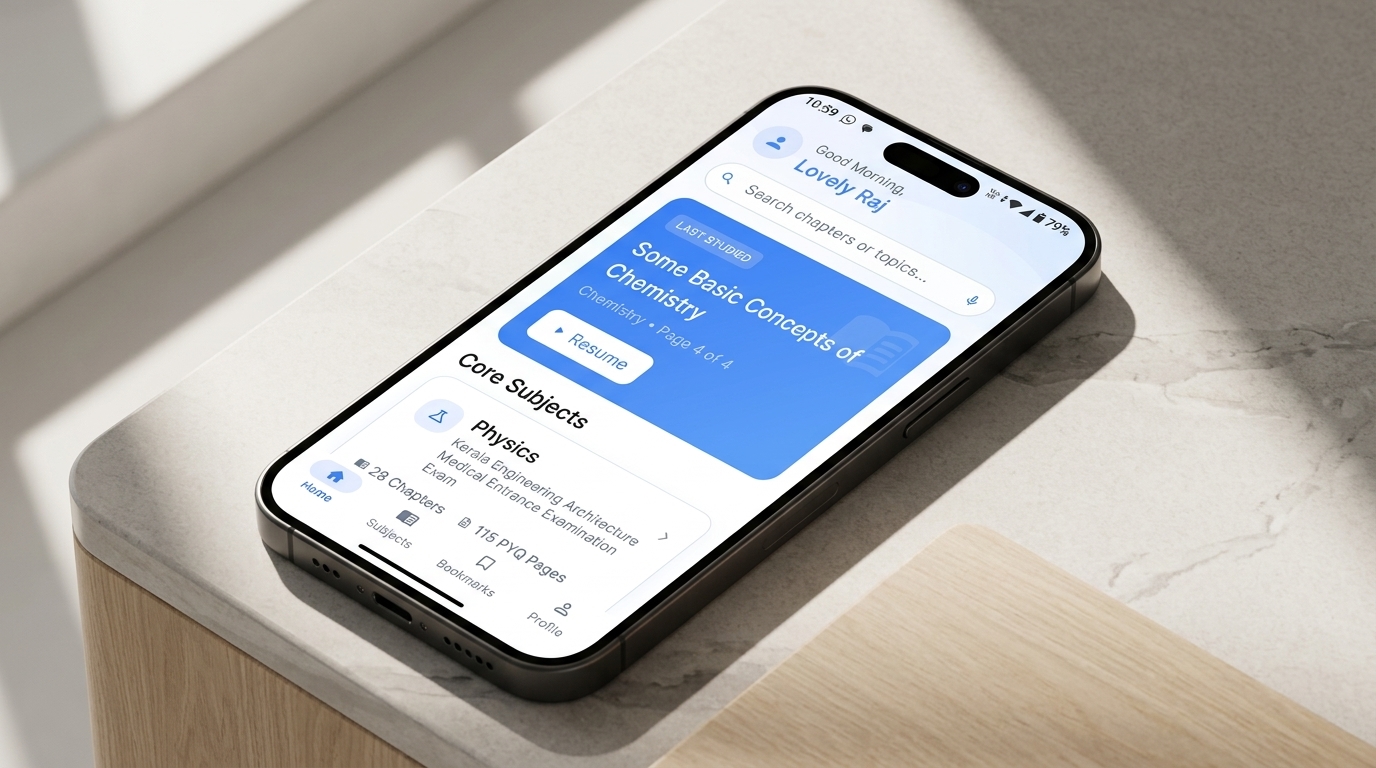 10:59
79%
Good Morning,
Lovely Raj
Search chapters or topics...
LAST STUDIED
Some Basic Concepts of
Chemistry
Chemistry • Page 4 of 4
Resume
Core Subjects
Physics
Kerala Engineering Architecture
Medical Entrance Examination
Exam
28 Chapters
115 PYQ Pages
Home
Subjects
Bookmarks
Profile